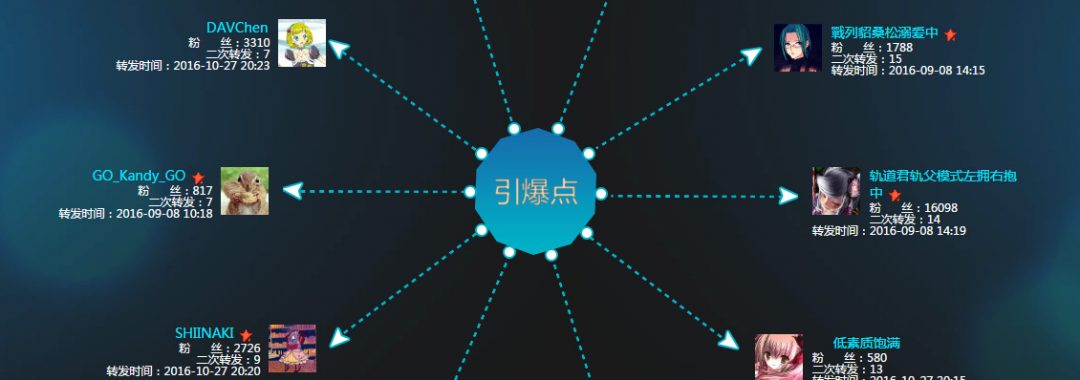 DAVChen
粉 丝：3310
二次转发：7
转发时间：2016-10-27 20:23
戰列貂桑松溺爱中
粉 丝：1788
二次转发：15
转发时间：2016-09-08 14:15
GO_Kandy_GO
粉 丝：817
二次转发：7
转发时间：2016-09-08 10:18
引爆点
轨道君轨父模式左拥右抱
中
粉 丝：16098
二次转发：14
转发时间：2016-09-08 14:19
SHIINAKI
粉 丝：2726
二次转发：9
转发时间：2016-10-27 20:20
低素质饱满
粉 丝：580
二次转发：13
转发时间：2016-10-27 20:15